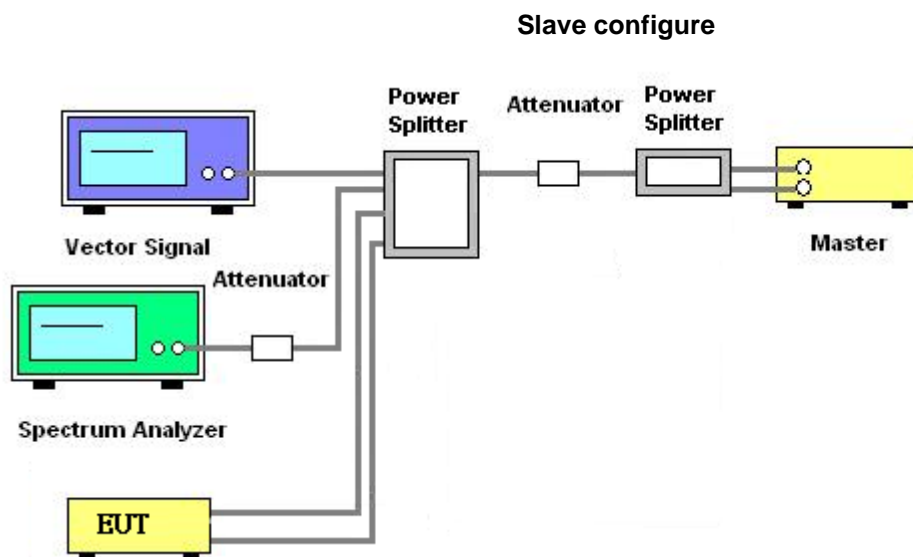 Slave configure
Power
Splitter
Attenuator
Power
Splitter
Vector Signal
Master
Attenuator
Spectrum Analyzer
EUT